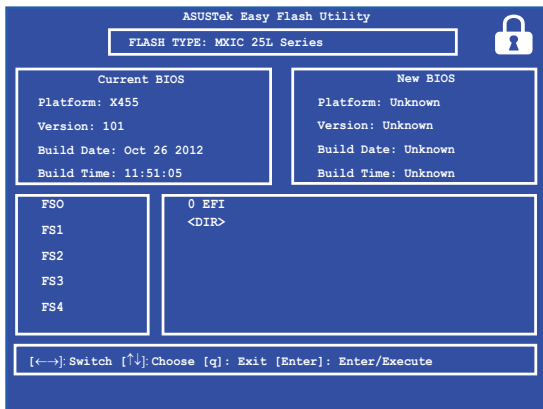 ASUSTek Easy Flash Utility
FLASH TYPE: MXIC 25L Series
Current BIOS
Platform: X455
Version: 101
Build Date: Oct 26 2012
Build Time: 11:51:05
New BIOS
Platform: Unknown
Version: Unknown
Build Date: Unknown
Build Time: Unknown
FSO
FS1
FS2
FS3
FS4
0 EFI
<DIR>
[←→]: Switch [↑↓]: Choose [q]: Exit [Enter]: Enter/Execute